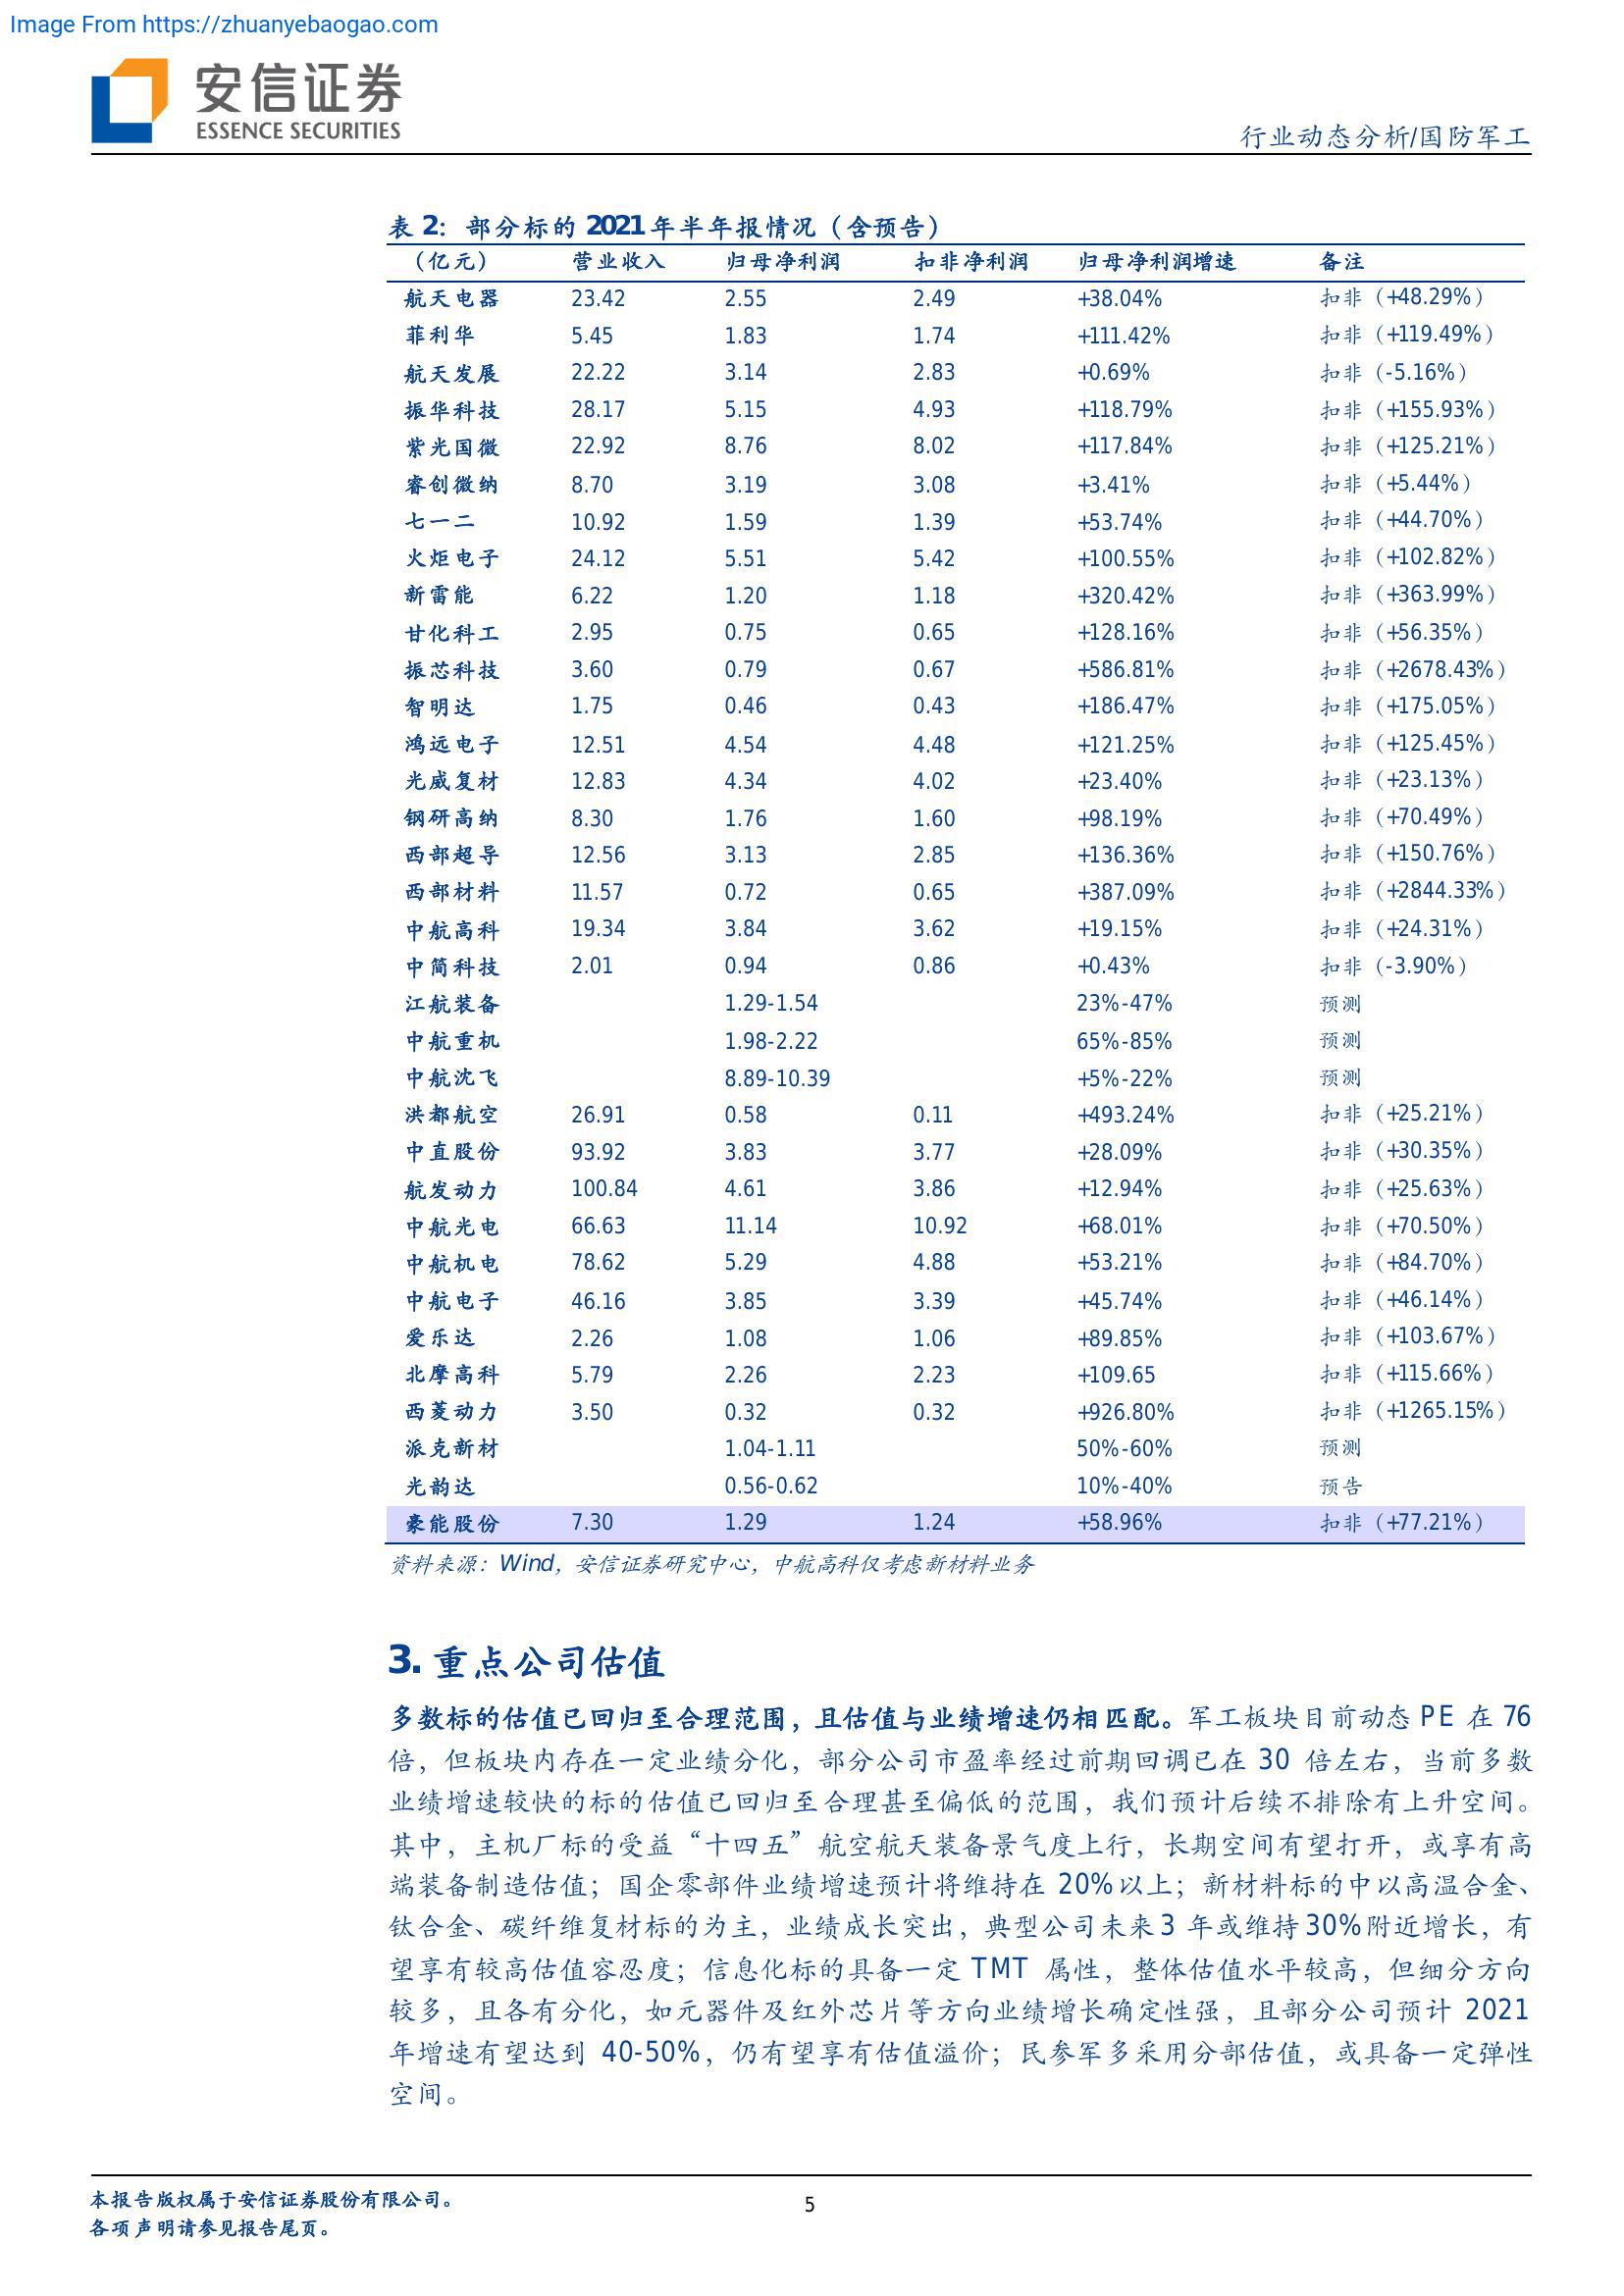 Image From https://zhuanyebaogao.com
安信证券
ESSENCE SECURITIES
行业动态分析/国防军工
表 2：部分标的 2021 年半年报情况（含预告）
（亿元） 营业收入 归母净利润 扣非净利润 归母净利润增速 备注
航天电器 23.42 2.55 2.49 +38.04% 扣非（+48.29%）
菲利华 5.45 1.83 1.74 +111.42% 扣非（+119.49%）
航天发展 22.22 3.14 2.83 +0.69% 扣非（-5.16%）
振华科技 28.17 5.15 4.93 +118.79% 扣非（+155.93%）
紫光国微 22.92 8.76 8.02 +117.84% 扣非（+125.21%）
睿创微纳 8.70 3.19 3.08 +3.41% 扣非（+5.44%）
七一二 10.92 1.59 1.39 +53.74% 扣非（+44.70%）
火炬电子 24.12 5.51 5.42 +100.55% 扣非（+102.82%）
新雷能 6.22 1.20 1.18 +320.42% 扣非（+363.99%）
甘化科工 2.95 0.75 0.65 +128.16% 扣非（+56.35%）
振芯科技 3.60 0.79 0.67 +586.81% 扣非（+2678.43%）
智明达 1.75 0.46 0.43 +186.47% 扣非（+175.05%）
鸿远电子 12.51 4.54 4.48 +121.25% 扣非（+125.45%）
光威复材 12.83 4.34 4.02 +23.40% 扣非（+23.13%）
钢研高纳 8.30 1.76 1.60 +98.19% 扣非（+70.49%）
西部超导 12.56 3.13 2.85 +136.36% 扣非（+150.76%）
西部材料 11.57 0.72 0.65 +387.09% 扣非（+2844.33%）
中航高科 19.34 3.84 3.62 +19.15% 扣非（+24.31%）
中简科技 2.01 0.94 0.86 +0.43% 扣非（-3.90%）
江航装备 1.29-1.54 23%-47% 预测
中航重机 1.98-2.22 65%-85% 预测
中航沈飞 8.89-10.39 +5%-22% 预测
洪都航空 26.91 0.58 0.11 +493.24% 扣非（+25.21%）
中直股份 93.92 3.83 3.77 +28.09% 扣非（+30.35%）
航发动力 100.84 4.61 3.86 +12.94% 扣非（+25.63%）
中航光电 66.63 11.14 10.92 +68.01% 扣非（+70.50%）
中航机电 78.62 5.29 4.88 +53.21% 扣非（+84.70%）
中航电子 46.16 3.85 3.39 +45.74% 扣非（+46.14%）
爱乐达 2.26 1.08 1.06 +89.85% 扣非（+103.67%）
北摩高科 5.79 2.26 2.23 +109.65 扣非（+115.66%）
西菱动力 3.50 0.32 0.32 +926.80% 扣非（+1265.15%）
派克新材 1.04-1.11 50%-60% 预测
光韵达 0.56-0.62 10%-40% 预告
豪能股份 7.30 1.29 1.24 +58.96% 扣非（+77.21%）
资料来源：Wind，安信证券研究中心，中航高科仅考虑新材料业务
3. 重点公司估值
多数标的估值已回归至合理范围，且估值与业绩增速仍相匹配。军工板块目前动态 PE 在 76
倍，但板块内存在一定业绩分化，部分公司市盈率经过前期回调已在 30 倍左右，当前多数
业绩增速较快的标的估值已回归至合理甚至偏低的范围，我们预计后续不排除有上升空间。
其中，主机厂标的受益“十四五”航空航天装备景气度上行，长期空间有望打开，或享有高
端装备制造估值；国企零部件业绩增速预计将维持在 20%以上；新材料标的中以高温合金、
钛合金、碳纤维复材标的为主，业绩成长突出，典型公司未来 3 年或维持 30%附近增长，有
望享有较高估值容忍度；信息化标的具备一定 TMT 属性，整体估值水平较高，但细分方向
较多，且各有分化，如元器件及红外芯片等方向业绩增长确定性强，且部分公司预计 2021
年增速有望达到 40-50%，仍有望享有估值溢价；民参军多采用分部估值，或具备一定弹性
空间。
本报告版权属于安信证券股份有限公司。
各项声明请参见报告尾页。
5